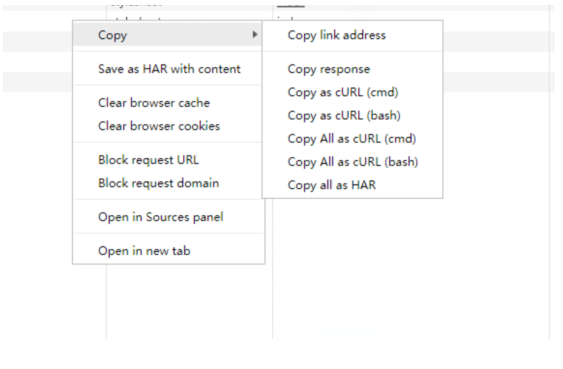 Copy
Save as HAR with content
Clear browser cache
Clear browser cookies
Block request URL
Block request domain
Open in Sources panel
Open in new tab
Copy link address
Copy response
Copy as cURL (cmd)
Copy as cURL (bash)
Copy All as cURL (cmd)
Copy All as cURL (bash)
Copy all as HAR